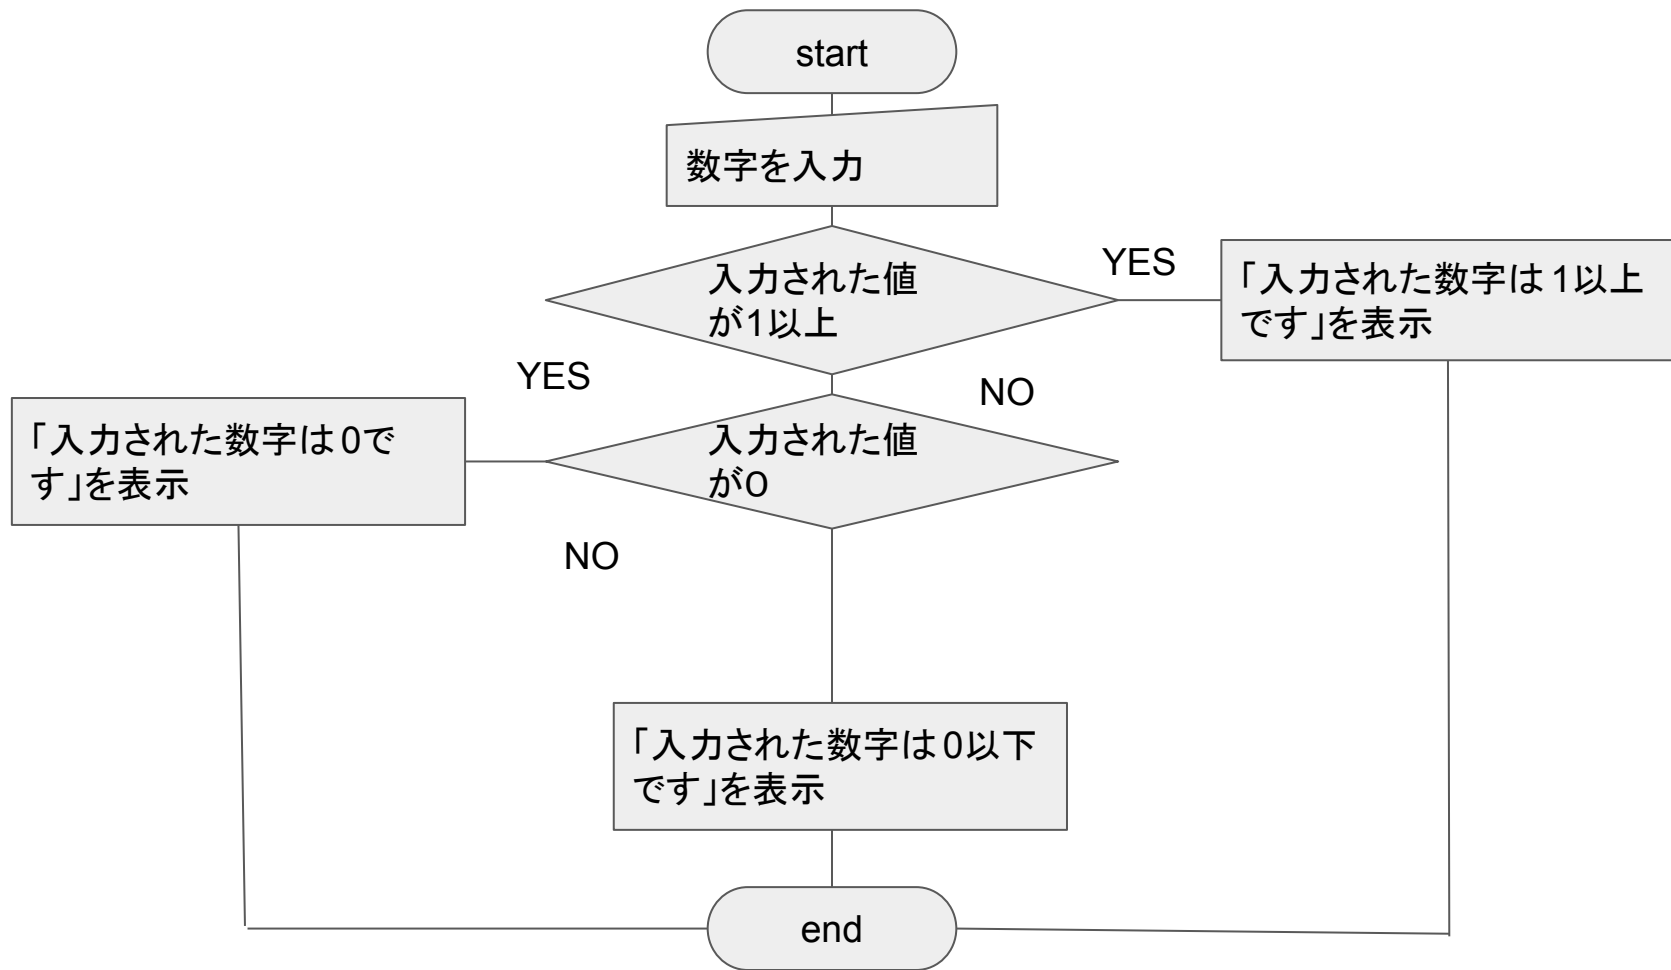 start
数字を入力
入力された値
が1以上
YES
「入力された数字は1以上
です」を表示
YES
NO
「入力された数字は0で
す」を表示
入力された値
が0
NO
「入力された数字は0以下
です」を表示
end